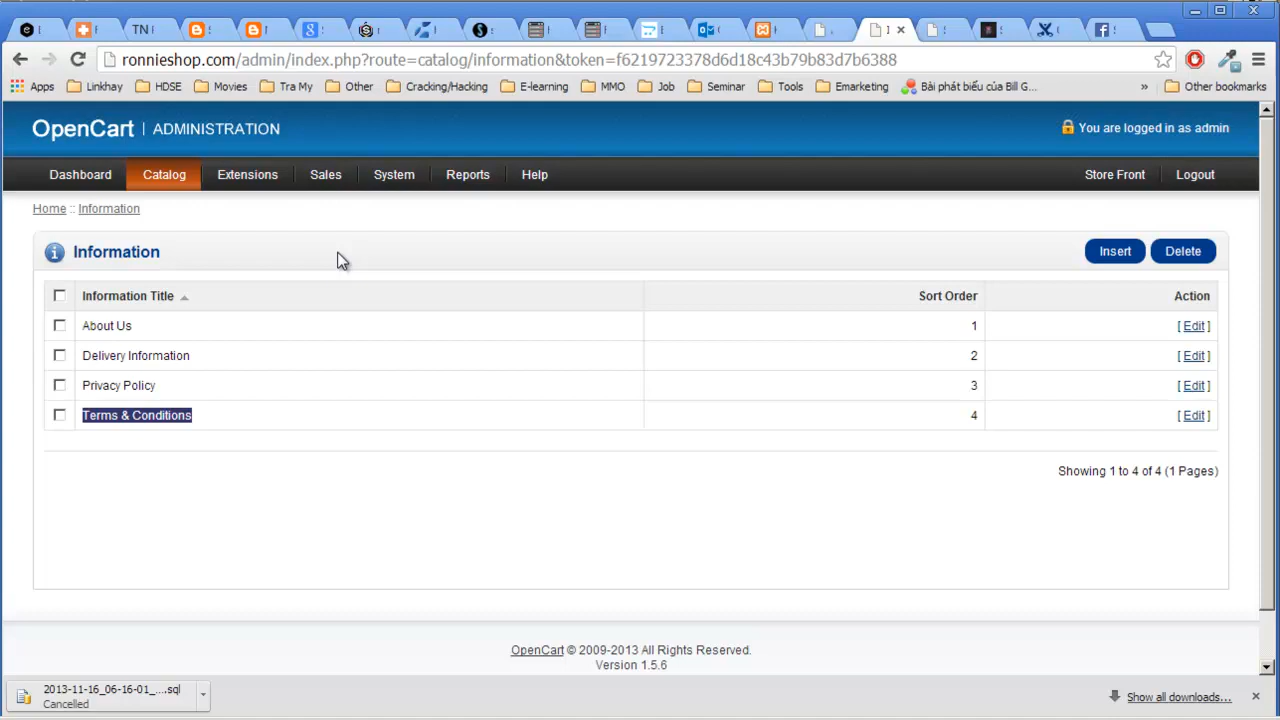 TN
ronnieshop.com/admin/index.php?route=catalog/information&token=f6219723378d6d18c43b79b83d7b6388
Apps Linkhay HDSE Movies Tra My Other Cracking/Hacking E-learning MMO Job Seminar Tools Emarketing Bài phát biểu của Bill G... » Other bookmarks
OpenCart | ADMINISTRATION You are logged in as admin
Dashboard Catalog Extensions Sales System Reports Help Store Front Logout
Home :: Information
Information Insert Delete
Information Title Sort Order Action
About Us 1 [ Edit ]
Delivery Information 2 [ Edit ]
Privacy Policy 3 [ Edit ]
Terms & Conditions 4 [ Edit ]
Showing 1 to 4 of 4 (1 Pages)
OpenCart © 2009-2013 All Rights Reserved.
Version 1.5.6
2013-11-16_06-16-01_....sql
Cancelled
Show all downloads...